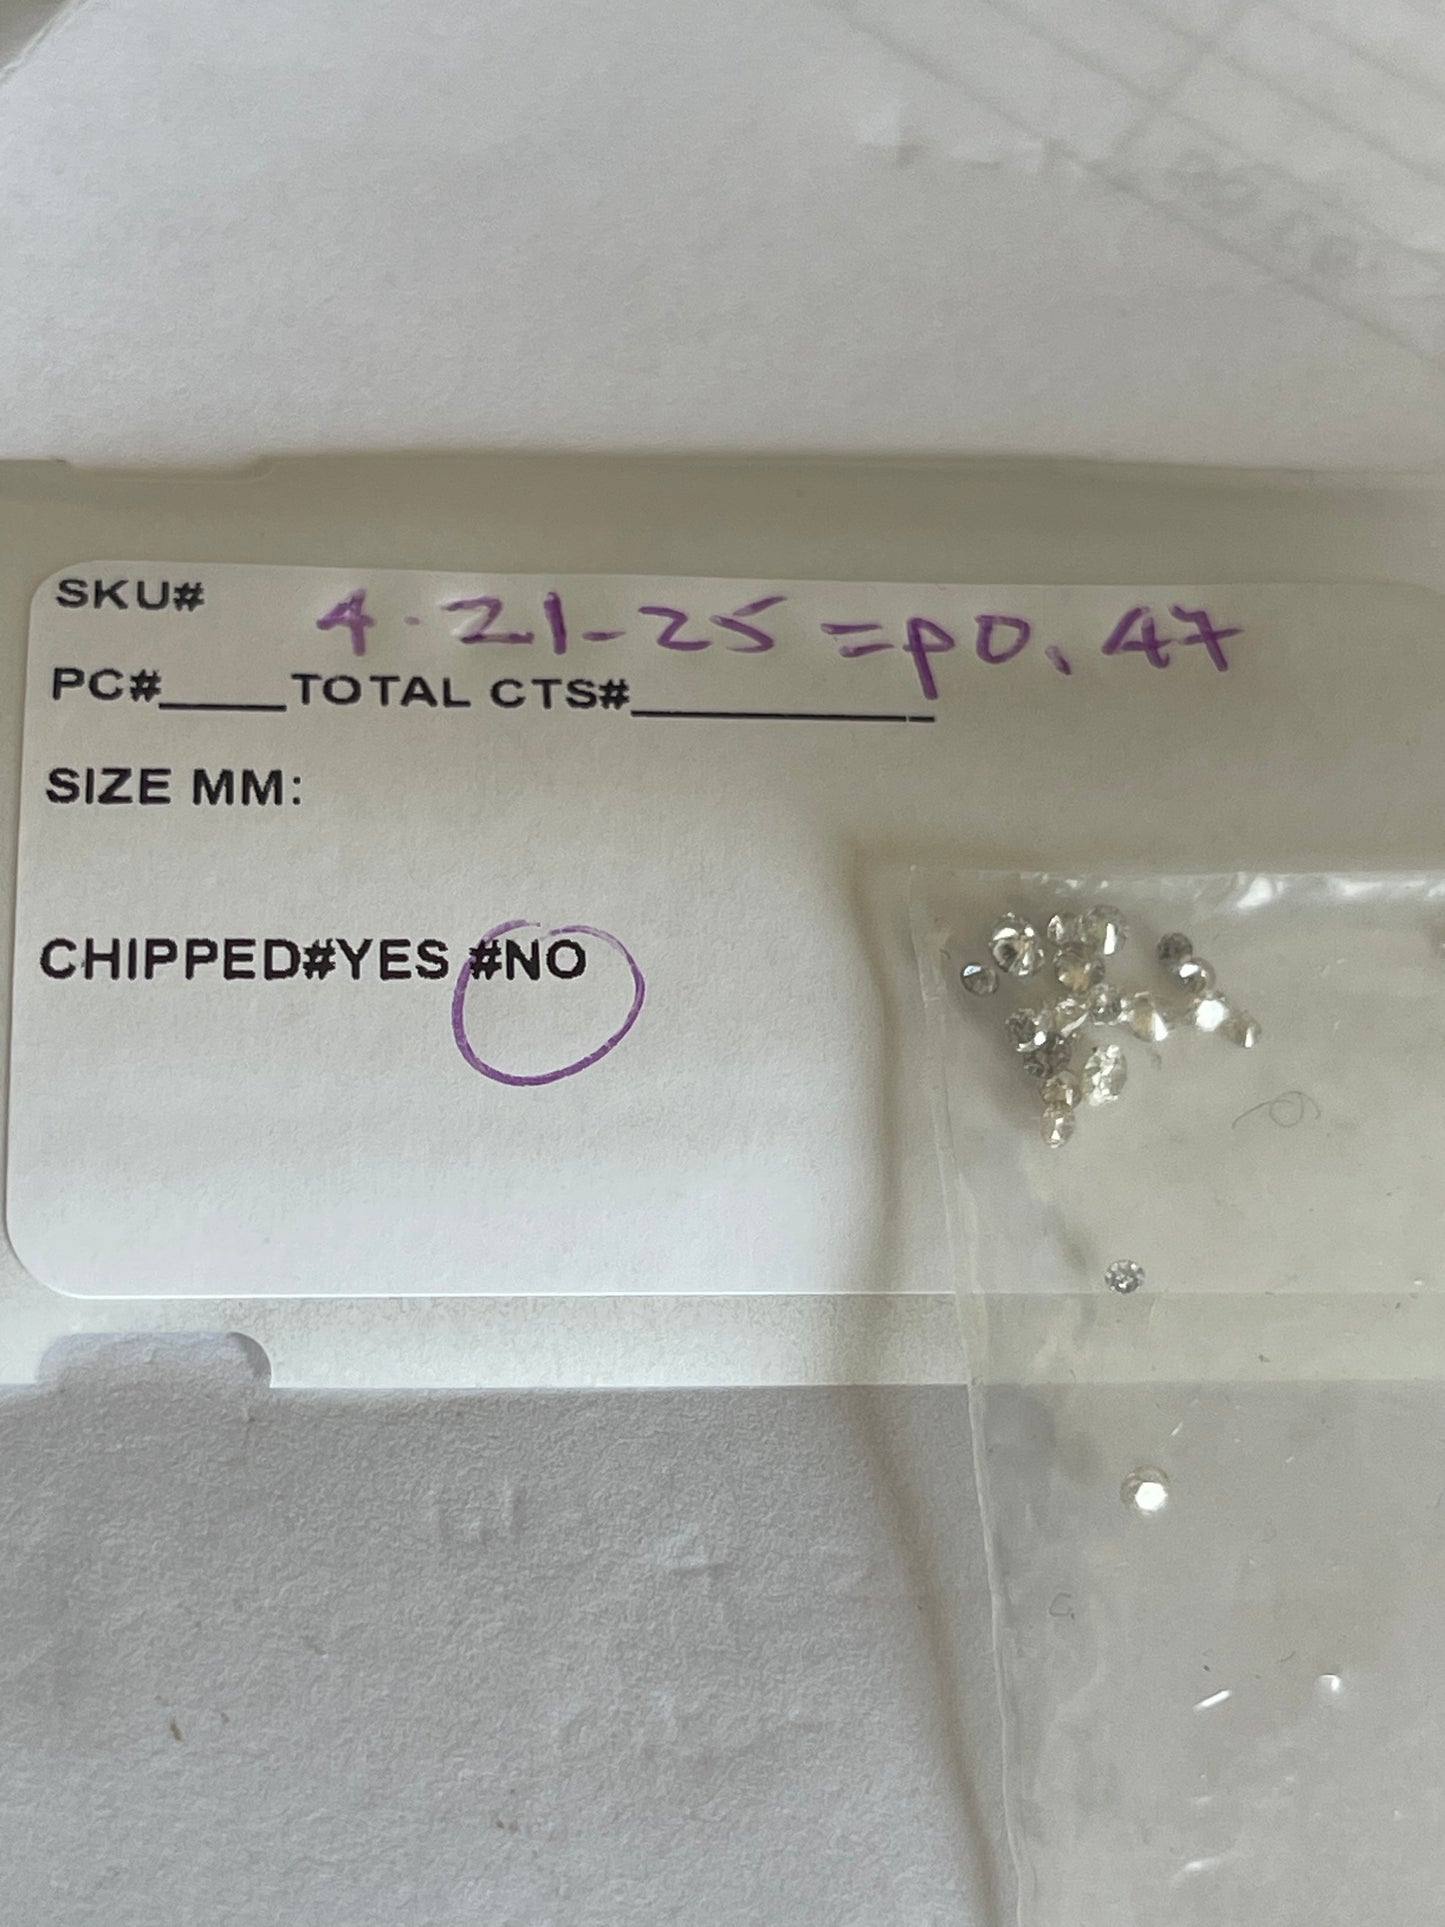 SKU# 4.21-25 = p0.47
PC#____TOTAL CTS#__________
SIZE MM:
CHIPPED#YES #NO